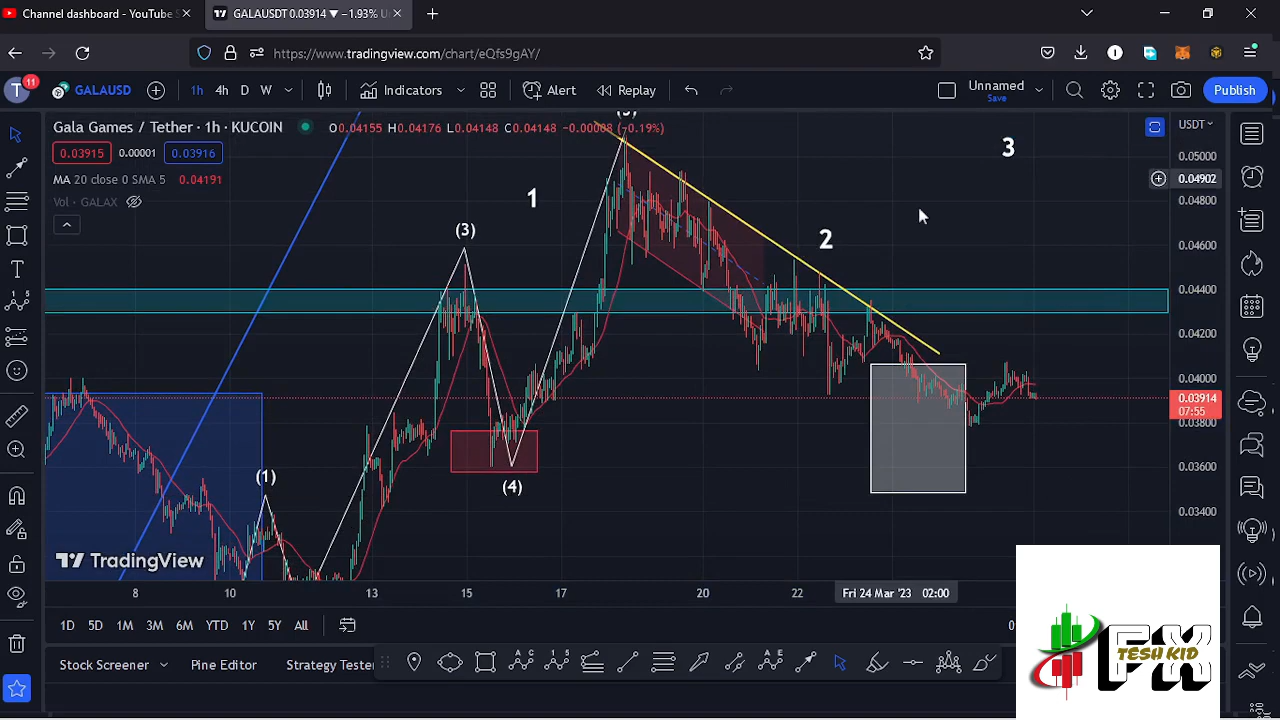 Channel dashboard - YouTube S
GALAUSDT 0.03914 ▼ −1.93% U
https://www.tradingview.com/chart/eQfs9gAY/
T 11
GALAUSD
1h 4h D W
Indicators
Alert
Replay
Unnamed
Save
Publish
Gala Games / Tether · 1h · KUCOIN
O0.04155 H0.04176 L0.04148 C0.04148 −0.00008 (−0.19%)
0.03915 0.00001 0.03916
MA 20 close 0 SMA 5 0.04191
Vol · GALAX
USDT
0.05000
0.04902
0.04800
0.04600
0.04400
0.04200
0.04000
0.03914
07:55
0.03800
0.03600
0.03400
1
2
3
(1)
(3)
(4)
TradingView
8 10 13 15 17 20 22
Fri 24 Mar '23 02:00
1D 5D 1M 3M 6M YTD 1Y 5Y All
Stock Screener
Pine Editor
Strategy Teste
FX
TESH KID